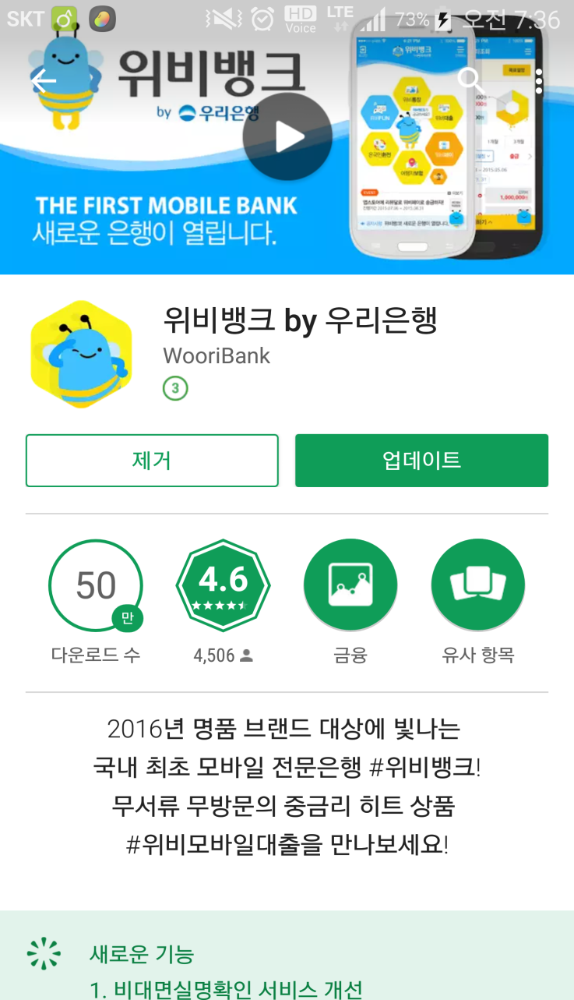 SKT
HD Voice
LTE
73%
오전 7:36
위비뱅크
by 우리은행
THE FIRST MOBILE BANK
새로운 은행이 열립니다.
위비뱅크
EVENT
위비뱅크 by 우리은행
WooriBank
3
제거
업데이트
50
만
4.6
다운로드 수
4,506
금융
유사 항목
2016년 명품 브랜드 대상에 빛나는
국내 최초 모바일 전문은행 #위비뱅크!
무서류 무방문의 중금리 히트 상품
#위비모바일대출을 만나보세요!
새로운 기능
1. 비대면실명확인 서비스 개선